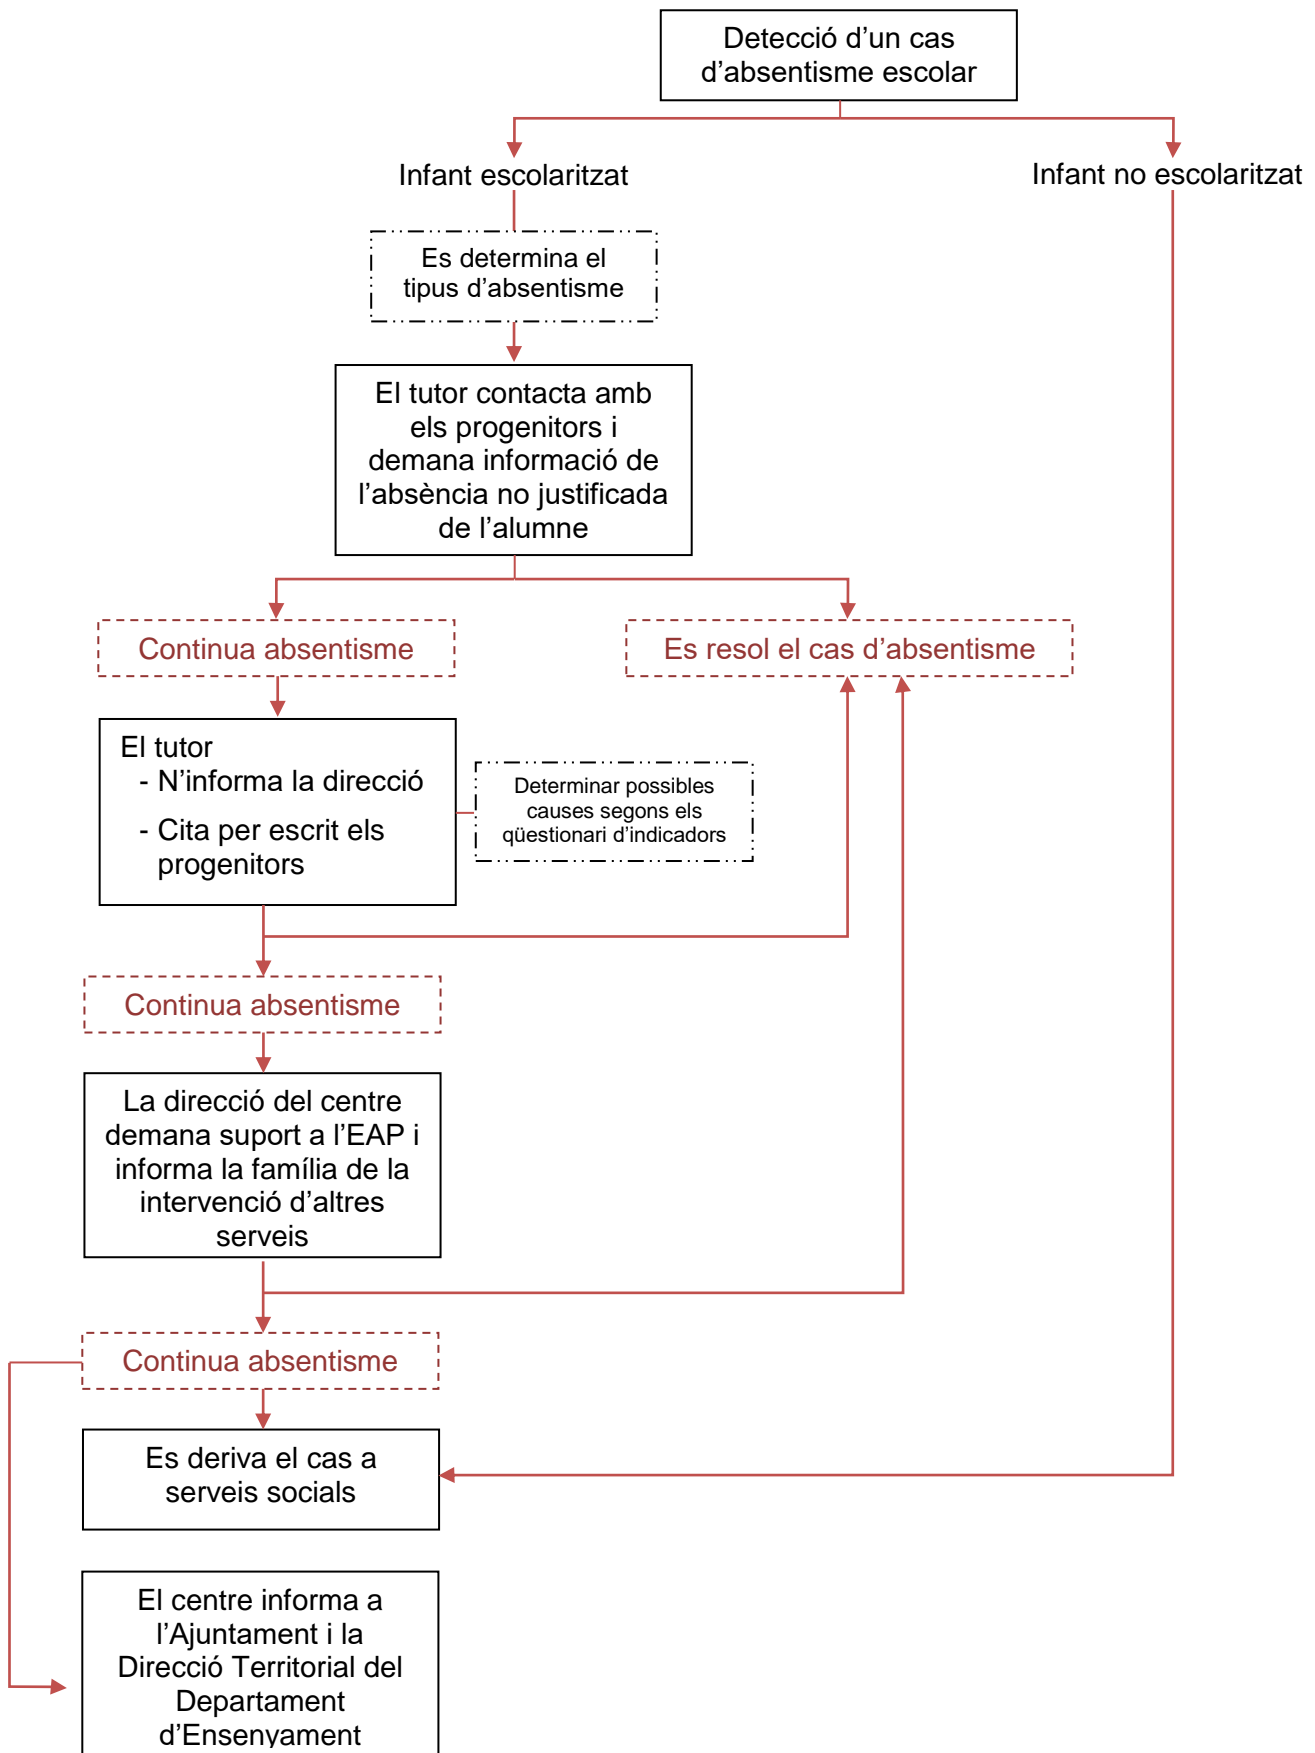 Detecció d’un cas
d’absentisme escolar
Infant escolaritzat
Infant no escolaritzat
Es determina el
tipus d’absentisme
El tutor contacta amb
els progenitors i
demana informació de
l’absència no justificada
de l’alumne
Continua absentisme
Es resol el cas d’absentisme
El tutor
- N’informa la direcció
- Cita per escrit els
progenitors
Determinar possibles
causes segons els
qüestionari d’indicadors
Continua absentisme
La direcció del centre
demana suport a l’EAP i
informa la família de la
intervenció d’altres
serveis
Continua absentisme
Es deriva el cas a
serveis socials
El centre informa a
l’Ajuntament i la
Direcció Territorial del
Departament
d’Ensenyament